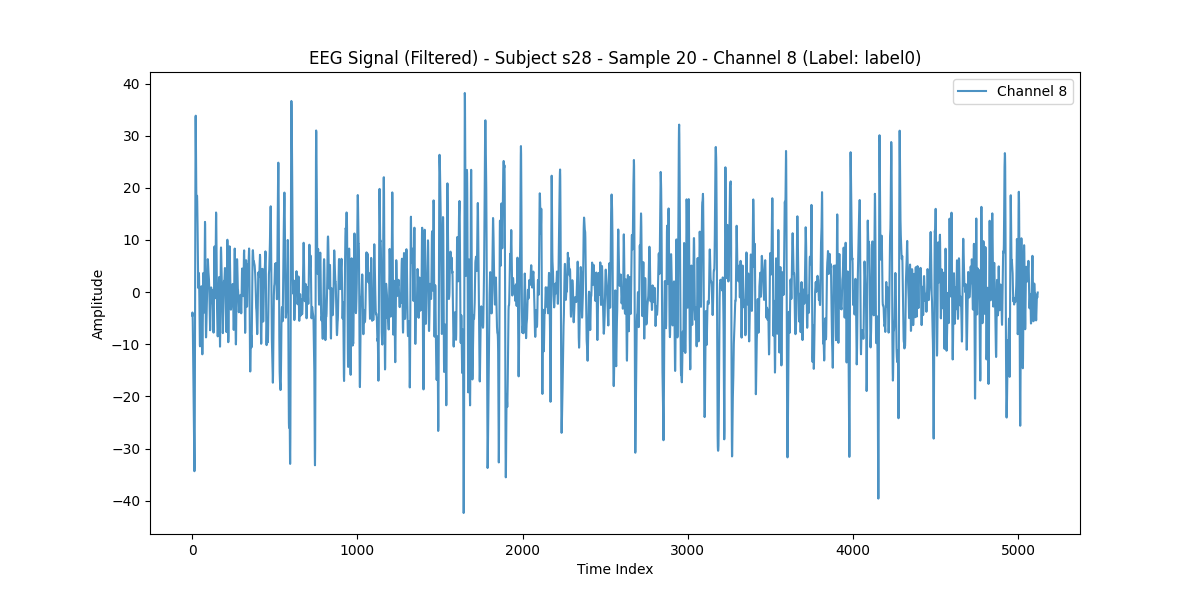 EEG Signal (Filtered) - Subject s28 - Sample 20 - Channel 8 (Label: label0)
Channel 8
40
30
20
10
0
−10
−20
−30
−40
Amplitude
0 1000 2000 3000 4000 5000
Time Index